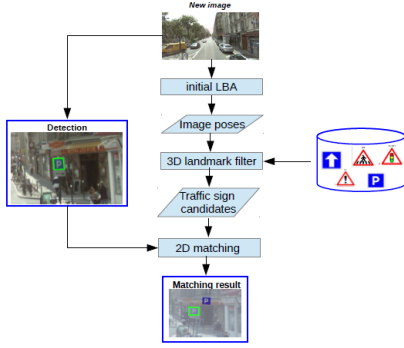 New image
initial LBA
Image poses
Detection
3D landmark filter
P
P
Traffic sign
candidates
2D matching
Matching result
P